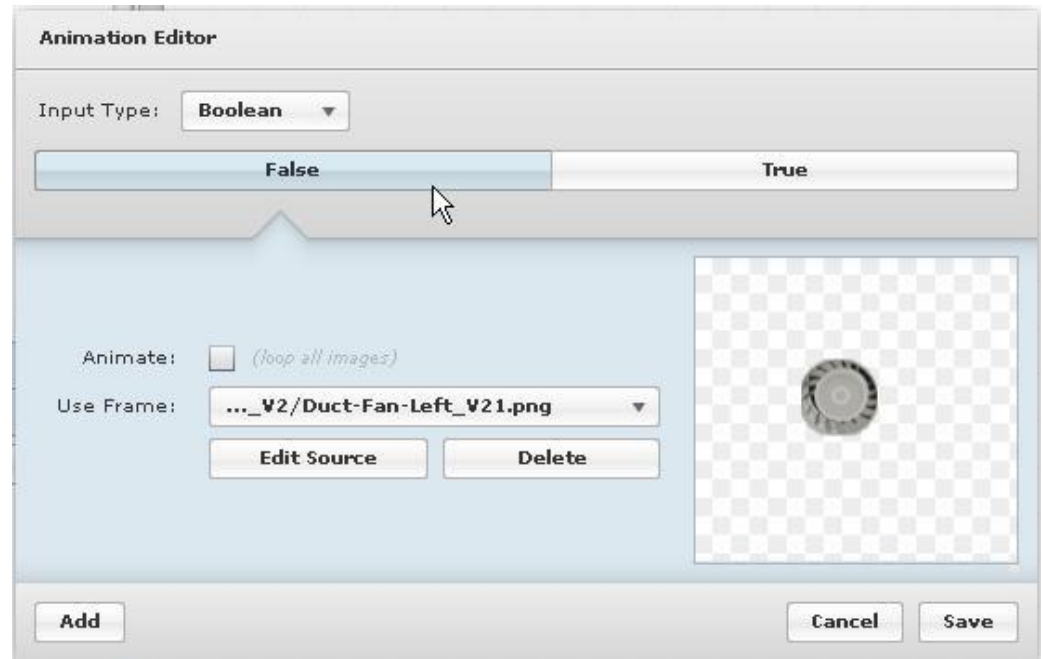 Animation Editor
Input Type: Boolean
False True
Animate: (loop all images)
Use Frame: ..._V2/Duct-Fan-Left_V21.png
Edit Source Delete
Add Cancel Save